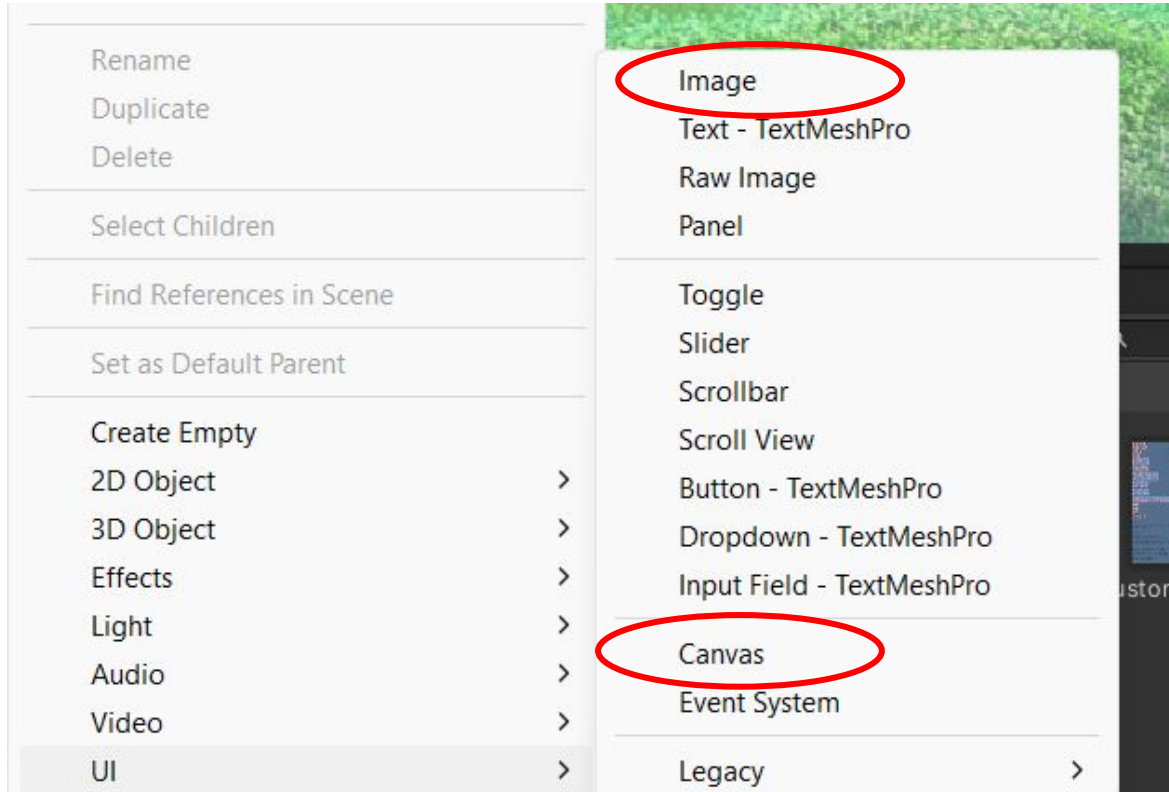 Rename
Duplicate
Delete
Select Children
Find References in Scene
Set as Default Parent
Create Empty
2D Object
3D Object
Effects
Light
Audio
Video
UI
Image
Text - TextMeshPro
Raw Image
Panel
Toggle
Slider
Scrollbar
Scroll View
Button - TextMeshPro
Dropdown - TextMeshPro
Input Field - TextMeshPro
Canvas
Event System
Legacy